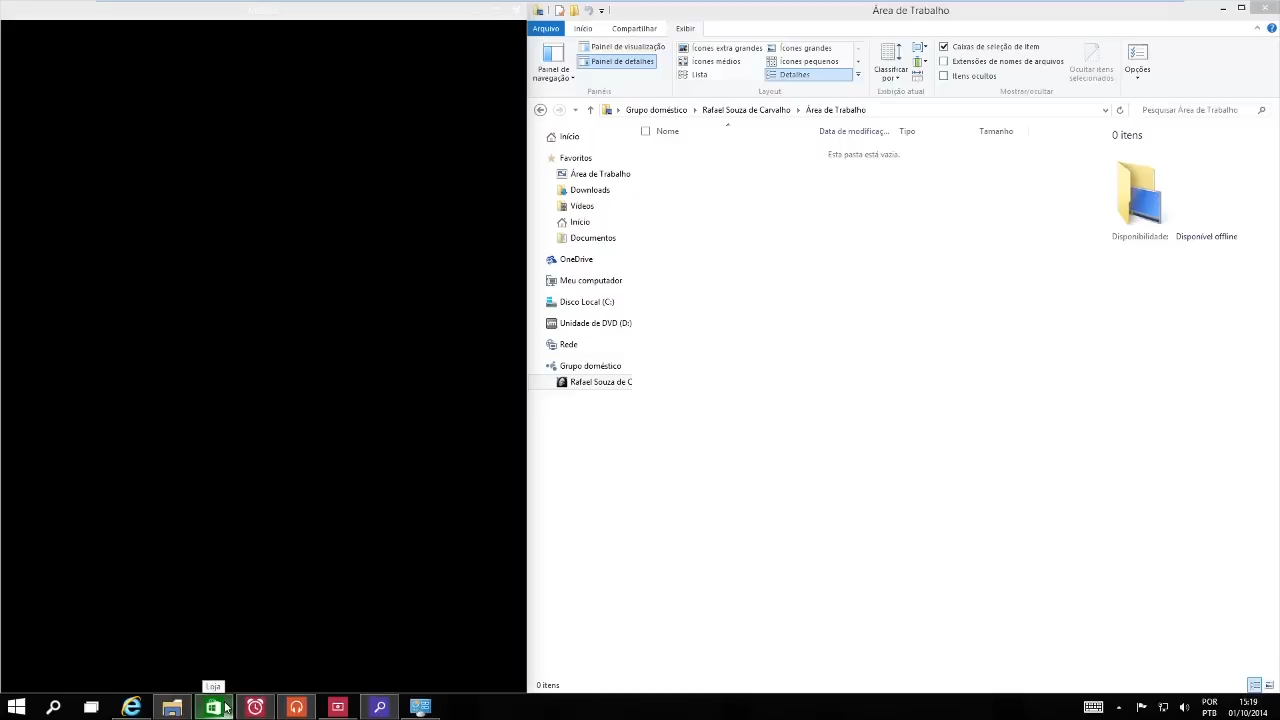 Área de Trabalho
Arquivo
Início
Compartilhar
Exibir
Painel de navegação
Painel de visualização
Painel de detalhes
Painéis
Ícones extra grandes
Ícones grandes
Ícones médios
Ícones pequenos
Lista
Detalhes
Layout
Classificar por
Exibição atual
Caixas de seleção de item
Extensões de nomes de arquivos
Itens ocultos
Ocultar itens selecionados
Mostrar/ocultar
Opções
Grupo doméstico
Rafael Souza de Carvalho
Área de Trabalho
Pesquisar Área de Trabalho
Nome
Data de modificaç...
Tipo
Tamanho
Esta pasta está vazia.
0 itens
Disponibilidade: Disponível offline
Início
Favoritos
Área de Trabalho
Downloads
Vídeos
Início
Documentos
OneDrive
Meu computador
Disco Local (C:)
Unidade de DVD (D:)
Rede
Grupo doméstico
Rafael Souza de C
0 itens
Loja
POR
PTB
15:19
01/10/2014